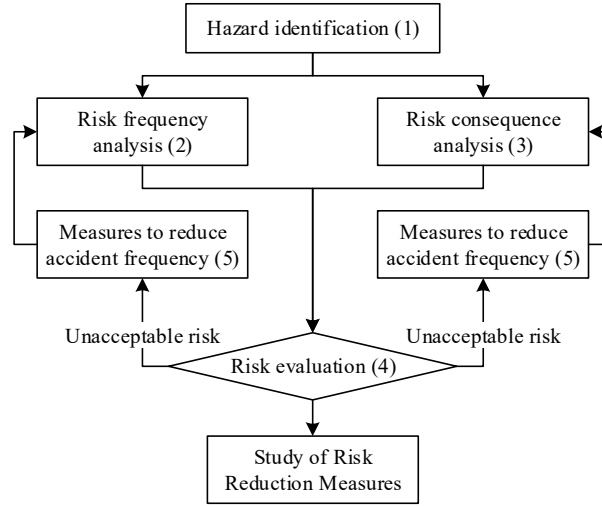 Hazard identification (1)
Risk frequency
analysis (2)
Risk consequence
analysis (3)
Measures to reduce
accident frequency (5)
Measures to reduce
accident frequency (5)
Unacceptable risk
Unacceptable risk
Risk evaluation (4)
Study of Risk
Reduction Measures